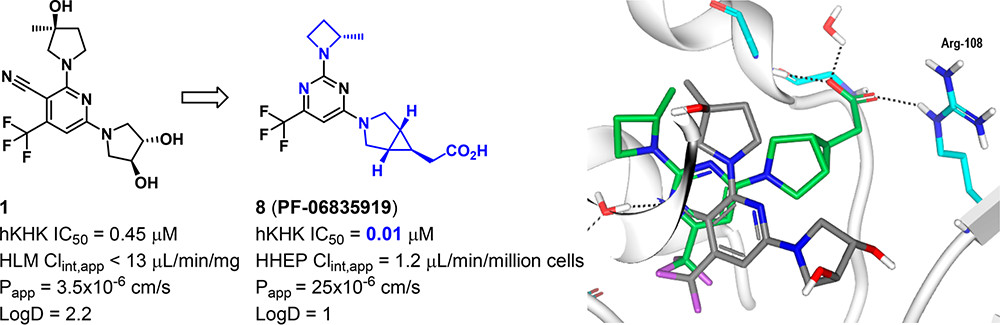 OH
N
NC
N
F
F
F
N
OH
OH
1
hKHK IC50 = 0.45 μM
HLM Clint,app < 13 μL/min/mg
Papp = 3.5x10-6 cm/s
LogD = 2.2
N
N
N
F
F
F
N
H
H
CO2H
8 (PF-06835919)
hKHK IC50 = 0.01 μM
HHEP Clint,app = 1.2 μL/min/million cells
Papp = 25x10-6 cm/s
LogD = 1
Arg-108